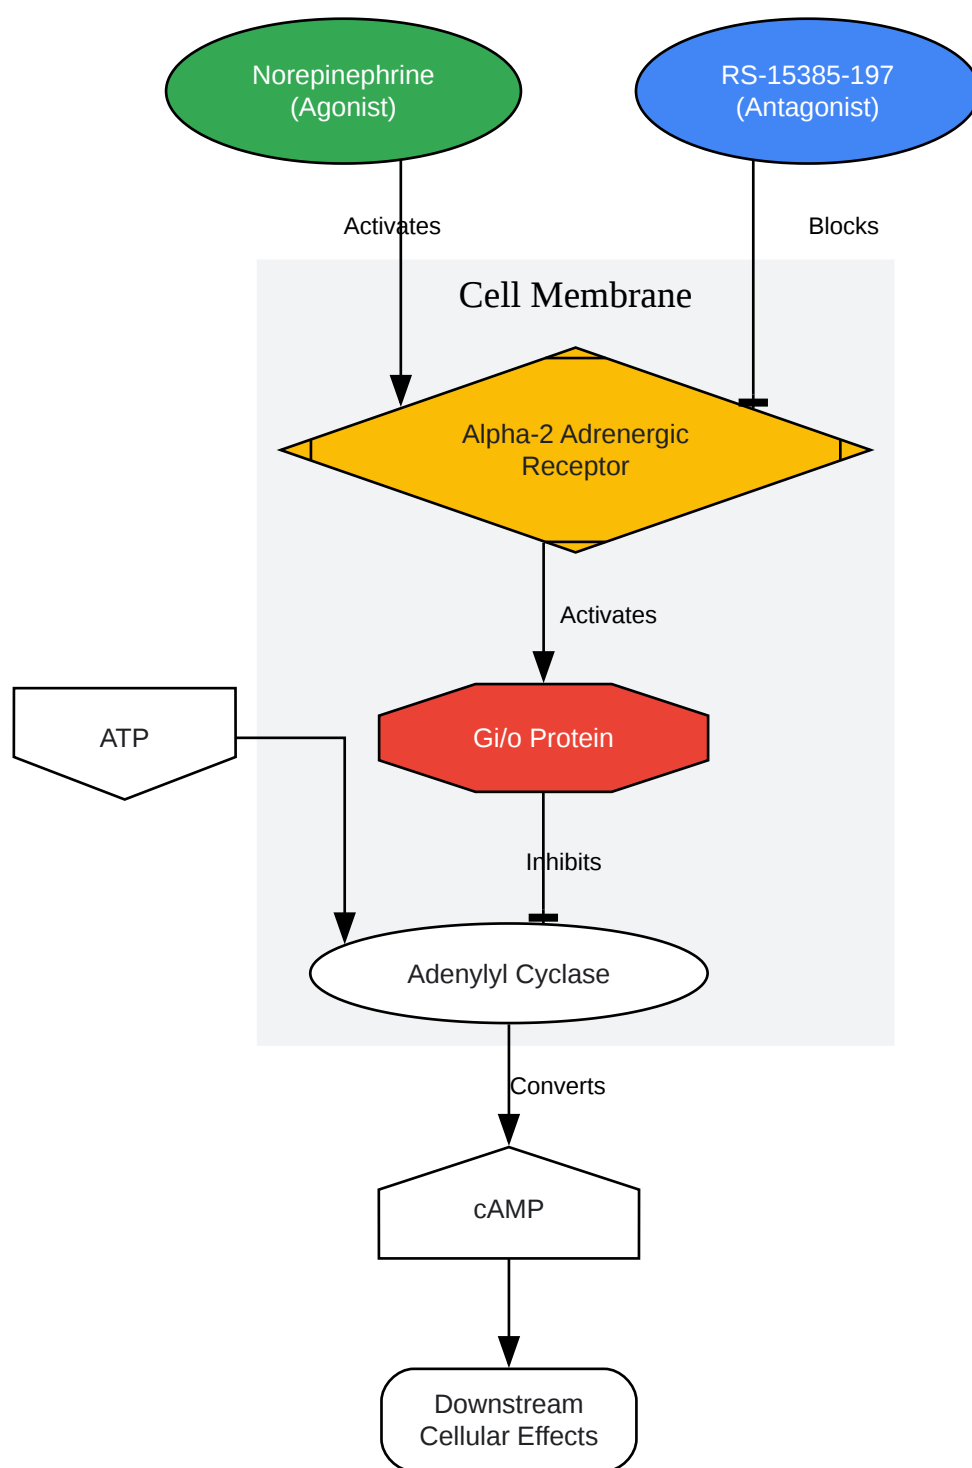 Norepinephrine
(Agonist)
RS-15385-197
(Antagonist)
Activates
Blocks
Cell Membrane
Alpha-2 Adrenergic
Receptor
Activates
ATP
Gi/o Protein
Inhibits
Adenylyl Cyclase
Converts
cAMP
Downstream
Cellular Effects